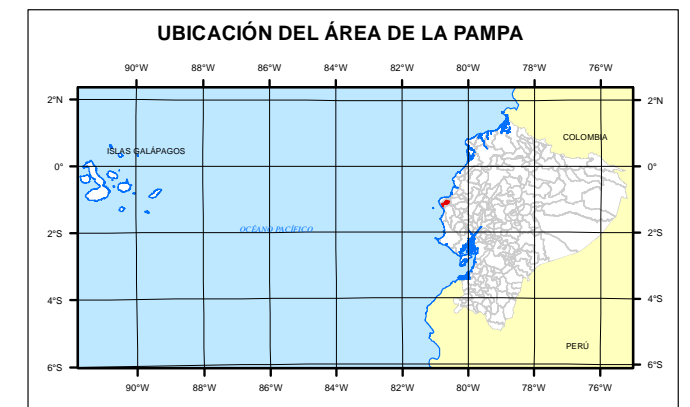 UBICACIÓN DEL ÁREA DE LA PAMPA
90°W 88°W 86°W 84°W 82°W 80°W 78°W 76°W
2°N 2°N
COLOMBIA
ISLAS GALÁPAGOS
0° 0°
OCÉANO PACÍFICO
2°S 2°S
4°S 4°S
PERÚ
6°S 6°S
90°W 88°W 86°W 84°W 82°W 80°W 78°W 76°W